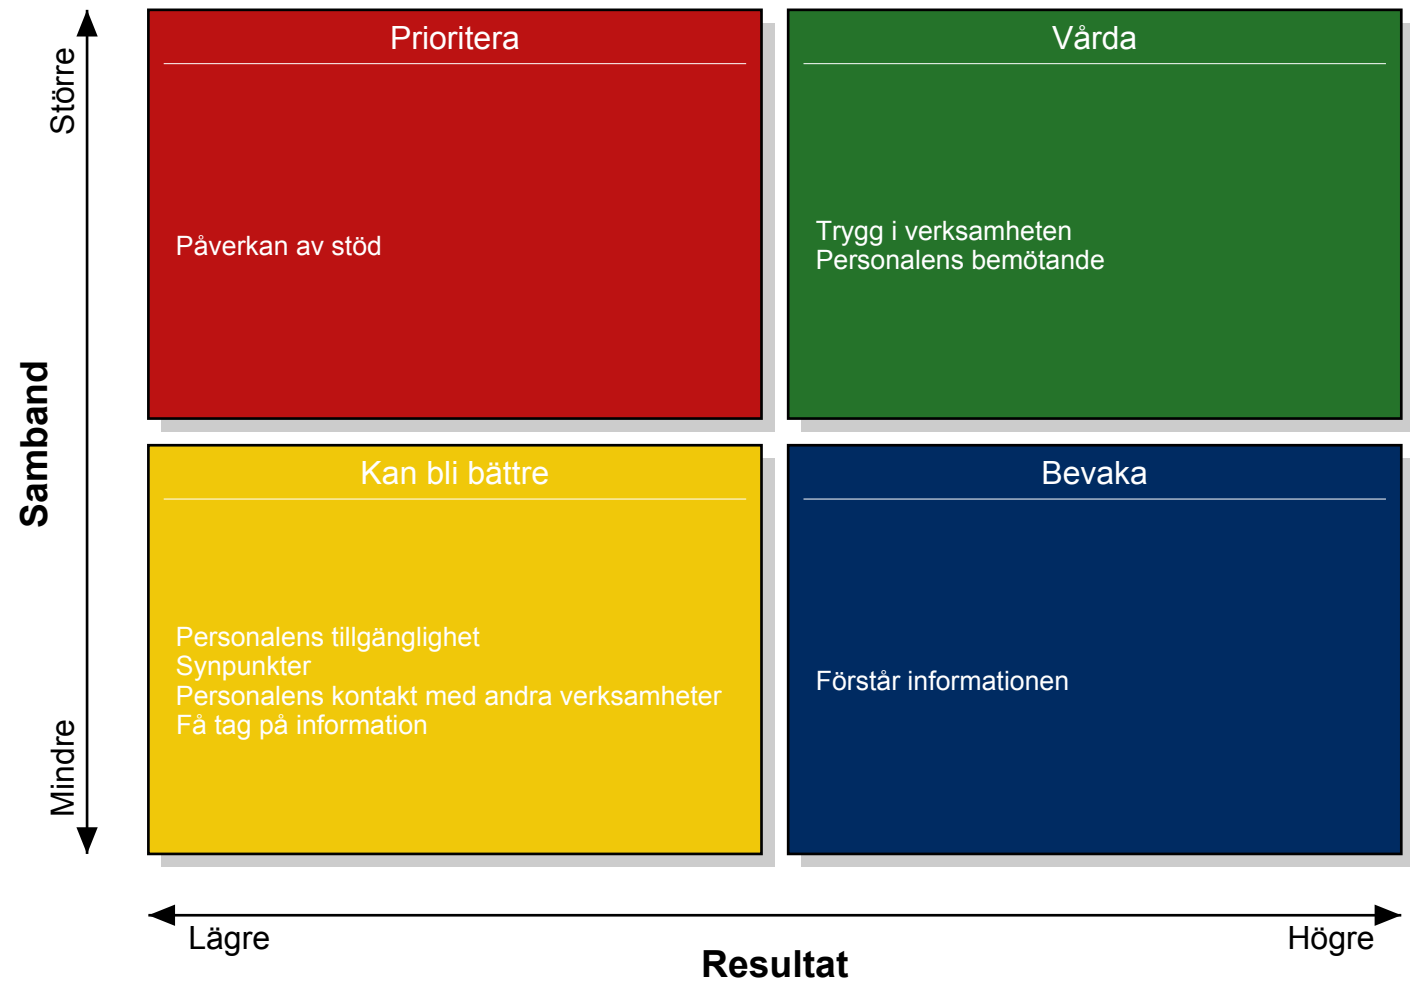 Större
Samband
Mindre
Prioritera
Påverkan av stöd
Vårda
Trygg i verksamheten
Personalens bemötande
Kan bli bättre
Personalens tillgänglighet
Synpunkter
Personalens kontakt med andra verksamheter
Få tag på information
Bevaka
Förstår informationen
Lägre
Högre
Resultat